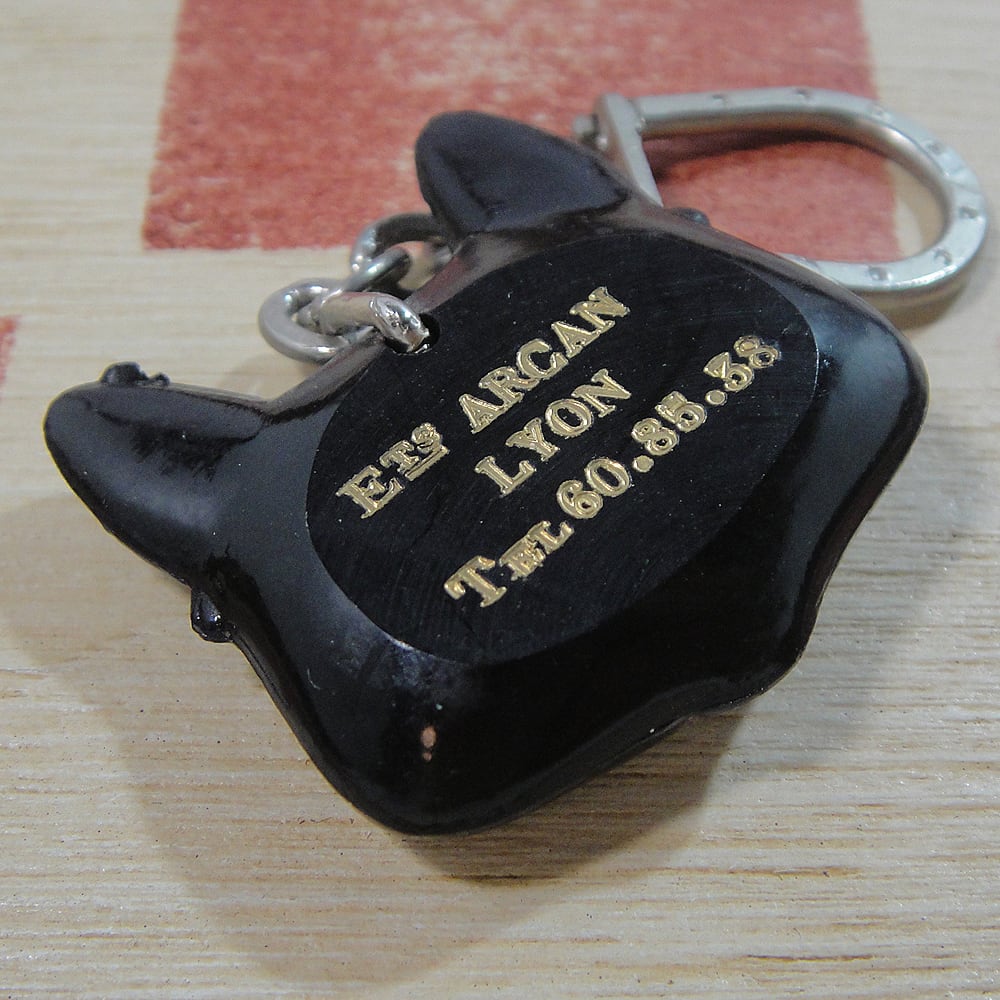 ETS ARCAN
LYON
TEL 60.85.38